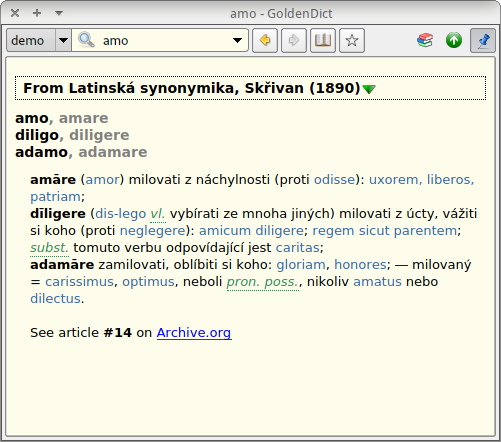 amo - GoldenDict
demo
amo
From Latinská synonymika, Skřivan (1890)
amo, amare
diligo, diligere
adamo, adamare
amāre (amor) milovati z náchylnosti (proti odisse): uxorem, liberos,
patriam;
dīligere (dis-lego vl. vybírati ze mnoha jiných) milovati z úcty, vážiti
si koho (proti neglegere): amicum diligere; regem sicut parentem;
subst. tomuto verbu odpovídající jest caritas;
adamāre zamilovati, oblíbiti si koho: gloriam, honores; — milovaný
= carissimus, optimus, neboli pron. poss., nikoliv amatus nebo
dilectus.
See article #14 on Archive.org